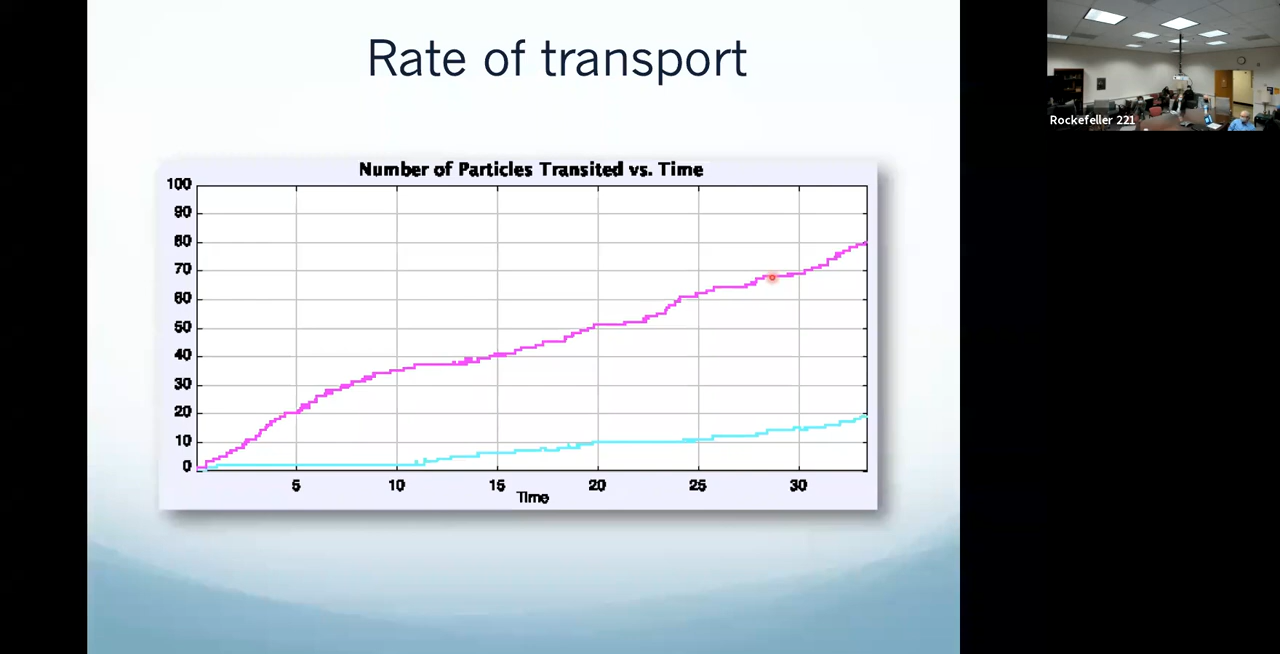 Rate of transport
Rockefeller 221
Number of Particles Transited vs. Time
100
90
80
70
60
50
40
30
20
10
0
5 10 15 20 25 30
Time